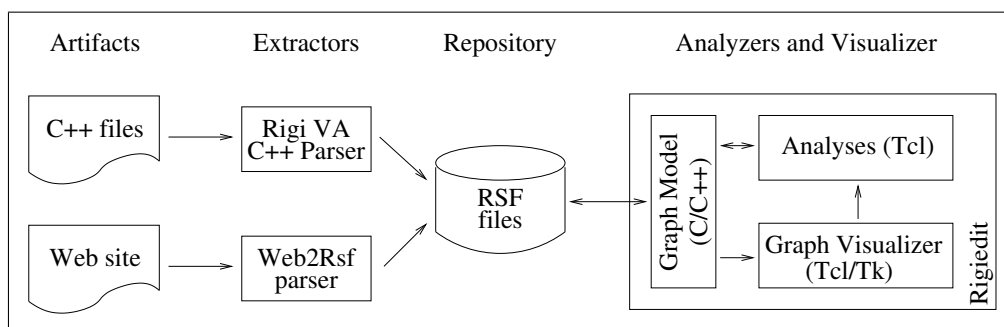 Artifacts
Extractors
Repository
Analyzers and Visualizer
C++ files
Rigi VA
C++ Parser
RSF
files
Graph Model
(C/C++)
Analyses (Tcl)
Web site
Web2Rsf
parser
Graph Visualizer
(Tcl/Tk)
Rigiedit